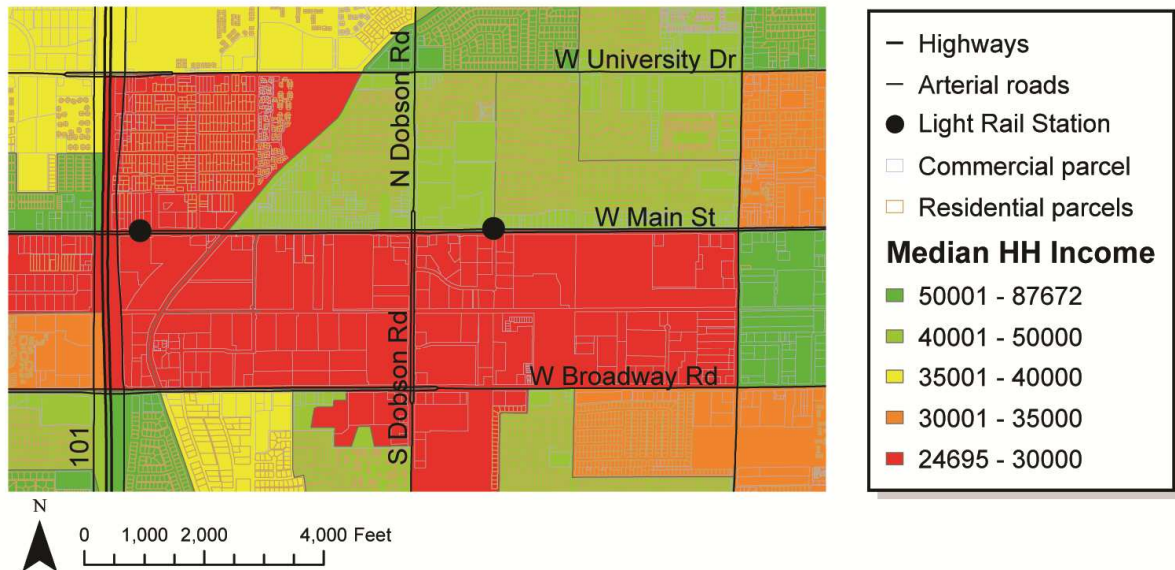 W University Dr
N Dobson Rd
W Main St
S Dobson Rd
W Broadway Rd
101
N
0 1,000 2,000 4,000 Feet
Highways
Arterial roads
Light Rail Station
Commercial parcel
Residential parcels
Median HH Income
50001 - 87672
40001 - 50000
35001 - 40000
30001 - 35000
24695 - 30000